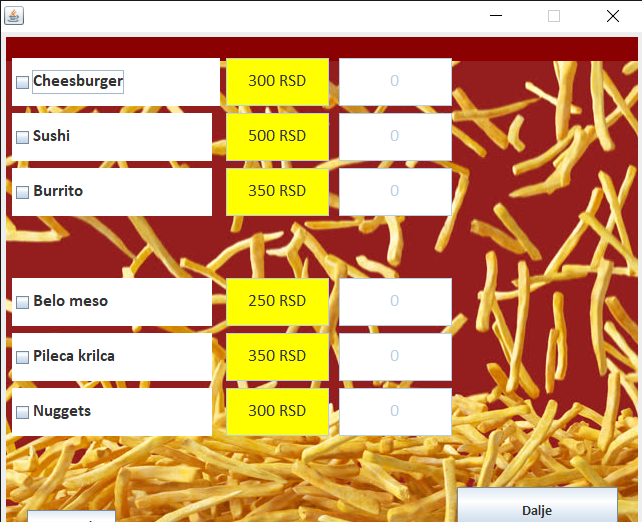 Cheesburger 300 RSD 0
Sushi 500 RSD 0
Burrito 350 RSD 0
Belo meso 250 RSD 0
Pileca krilca 350 RSD 0
Nuggets 300 RSD 0
Dalje